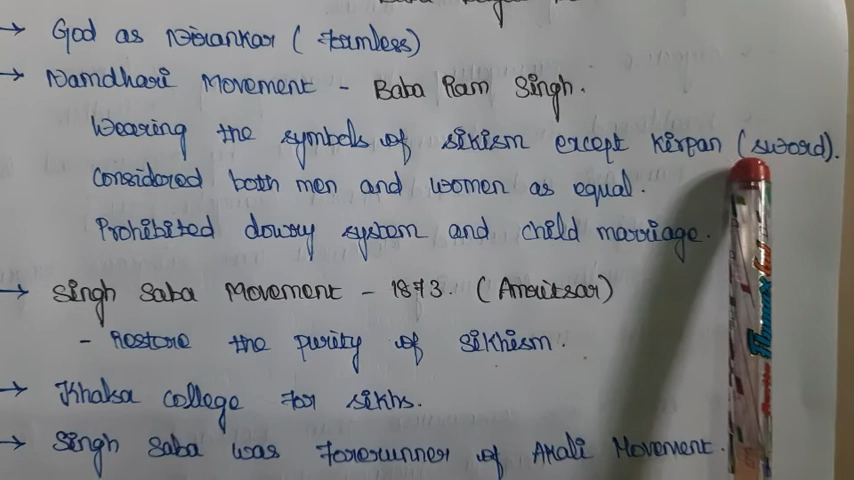 → God as Nirankar ( Formless)
→ Namdhari Movement - Baba Ram Singh.
Wearing the symbols of sikism except Kirpan (sword).
Considered both men and women as equal.
Prohibited dowry system and child marriage.
→ Singh Saba Movement - 1873. ( Amritsar)
- Restore the purity of sikhism.
→ Khalsa college for sikhs.
→ Singh Saba was forerunner of Akali Movement.